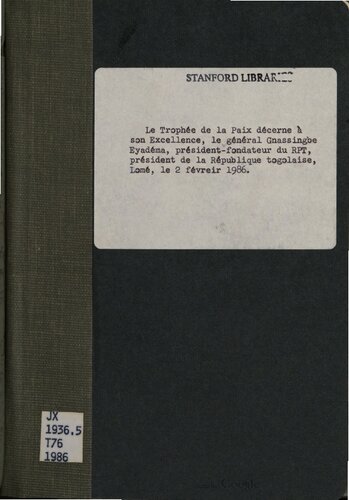 STANFORD LIBRARIES
Le Trophée de la Paix décerne à
son Excellence, le général Gnassingbe
Eyadéma, président-fondateur du RPT,
président de la République togolaise,
Lomé, le 2 févreir 1986.
JX
1936.5
T76
1986
Google